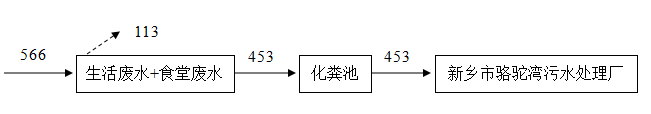 113
566
453
453
生活废水+食堂废水
化粪池
新乡市骆驼湾污水处理厂